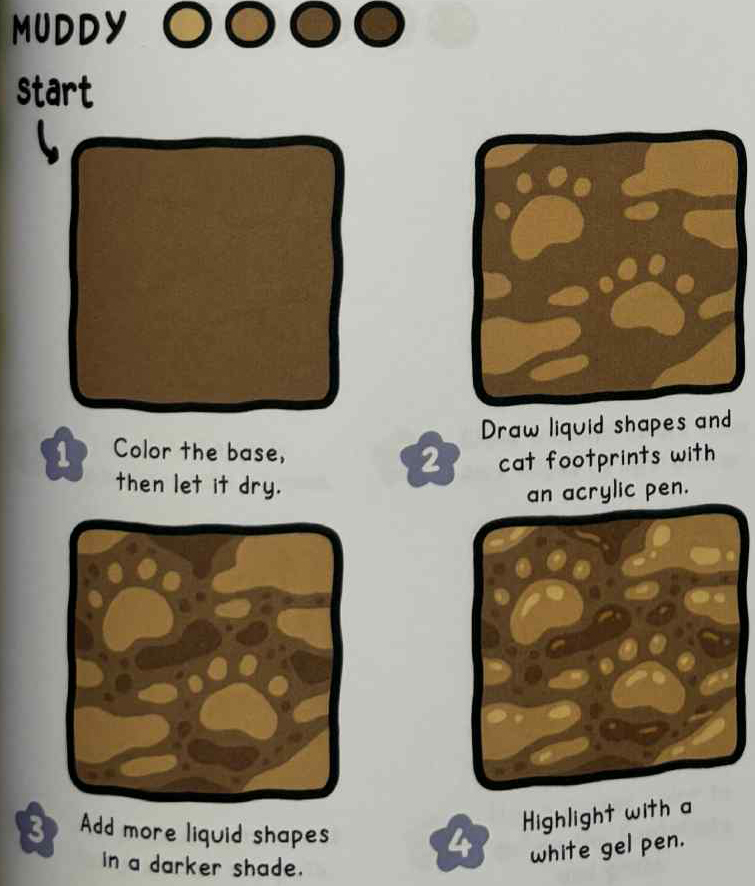 MUDDY
start
1 Color the base,
then let it dry.
2 Draw liquid shapes and
cat footprints with
an acrylic pen.
3 Add more liquid shapes
in a darker shade.
4 Highlight with a
white gel pen.